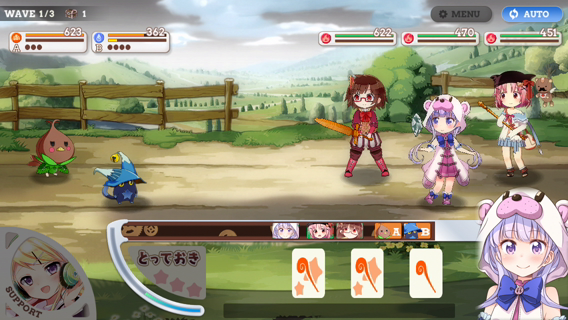 WAVE 1/3 1
MENU
AUTO
623
A
362
B
622
470
451
A B
とっておき
SUPPORT